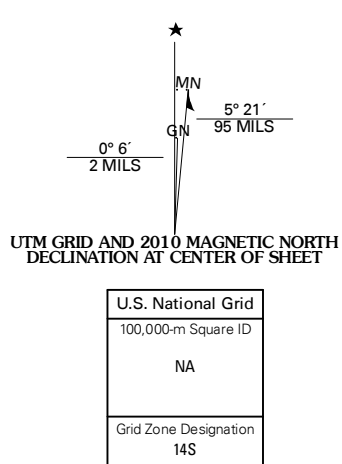 ★
MN
5° 21´
95 MILS
GN
0° 6´
2 MILS
UTM GRID AND 2010 MAGNETIC NORTH
DECLINATION AT CENTER OF SHEET
U.S. National Grid
100,000-m Square ID
NA
Grid Zone Designation
14S